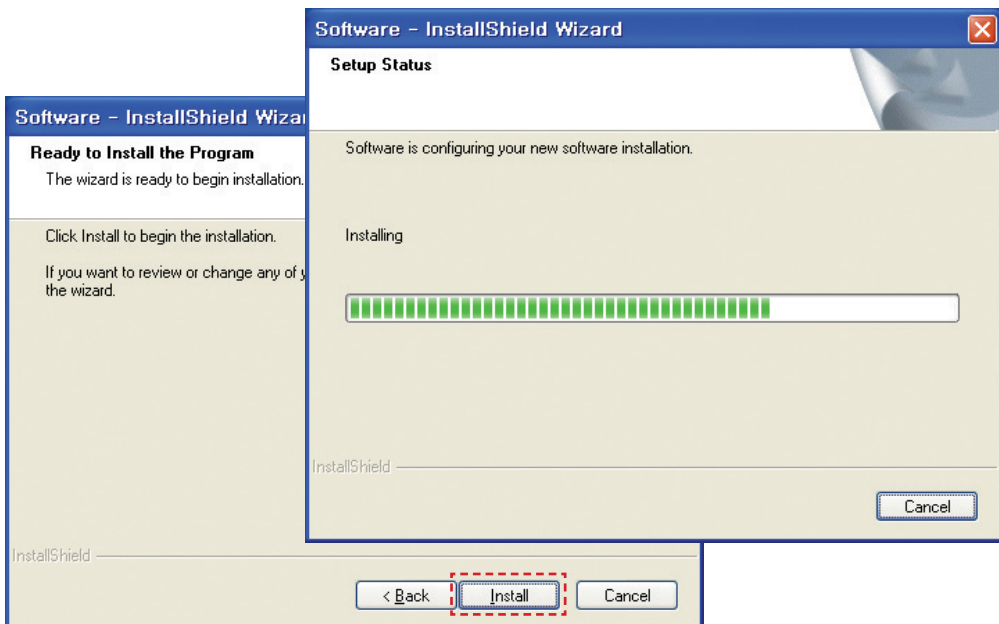 Software - InstallShield Wizard
Setup Status
Software is configuring your new software installation.
Installing
InstallShield
Cancel
Software - InstallShield Wiza
Ready to Install the Program
The wizard is ready to begin installation.
Click Install to begin the installation.
If you want to review or change any of
the wizard.
InstallShield
< Back
Install
Cancel